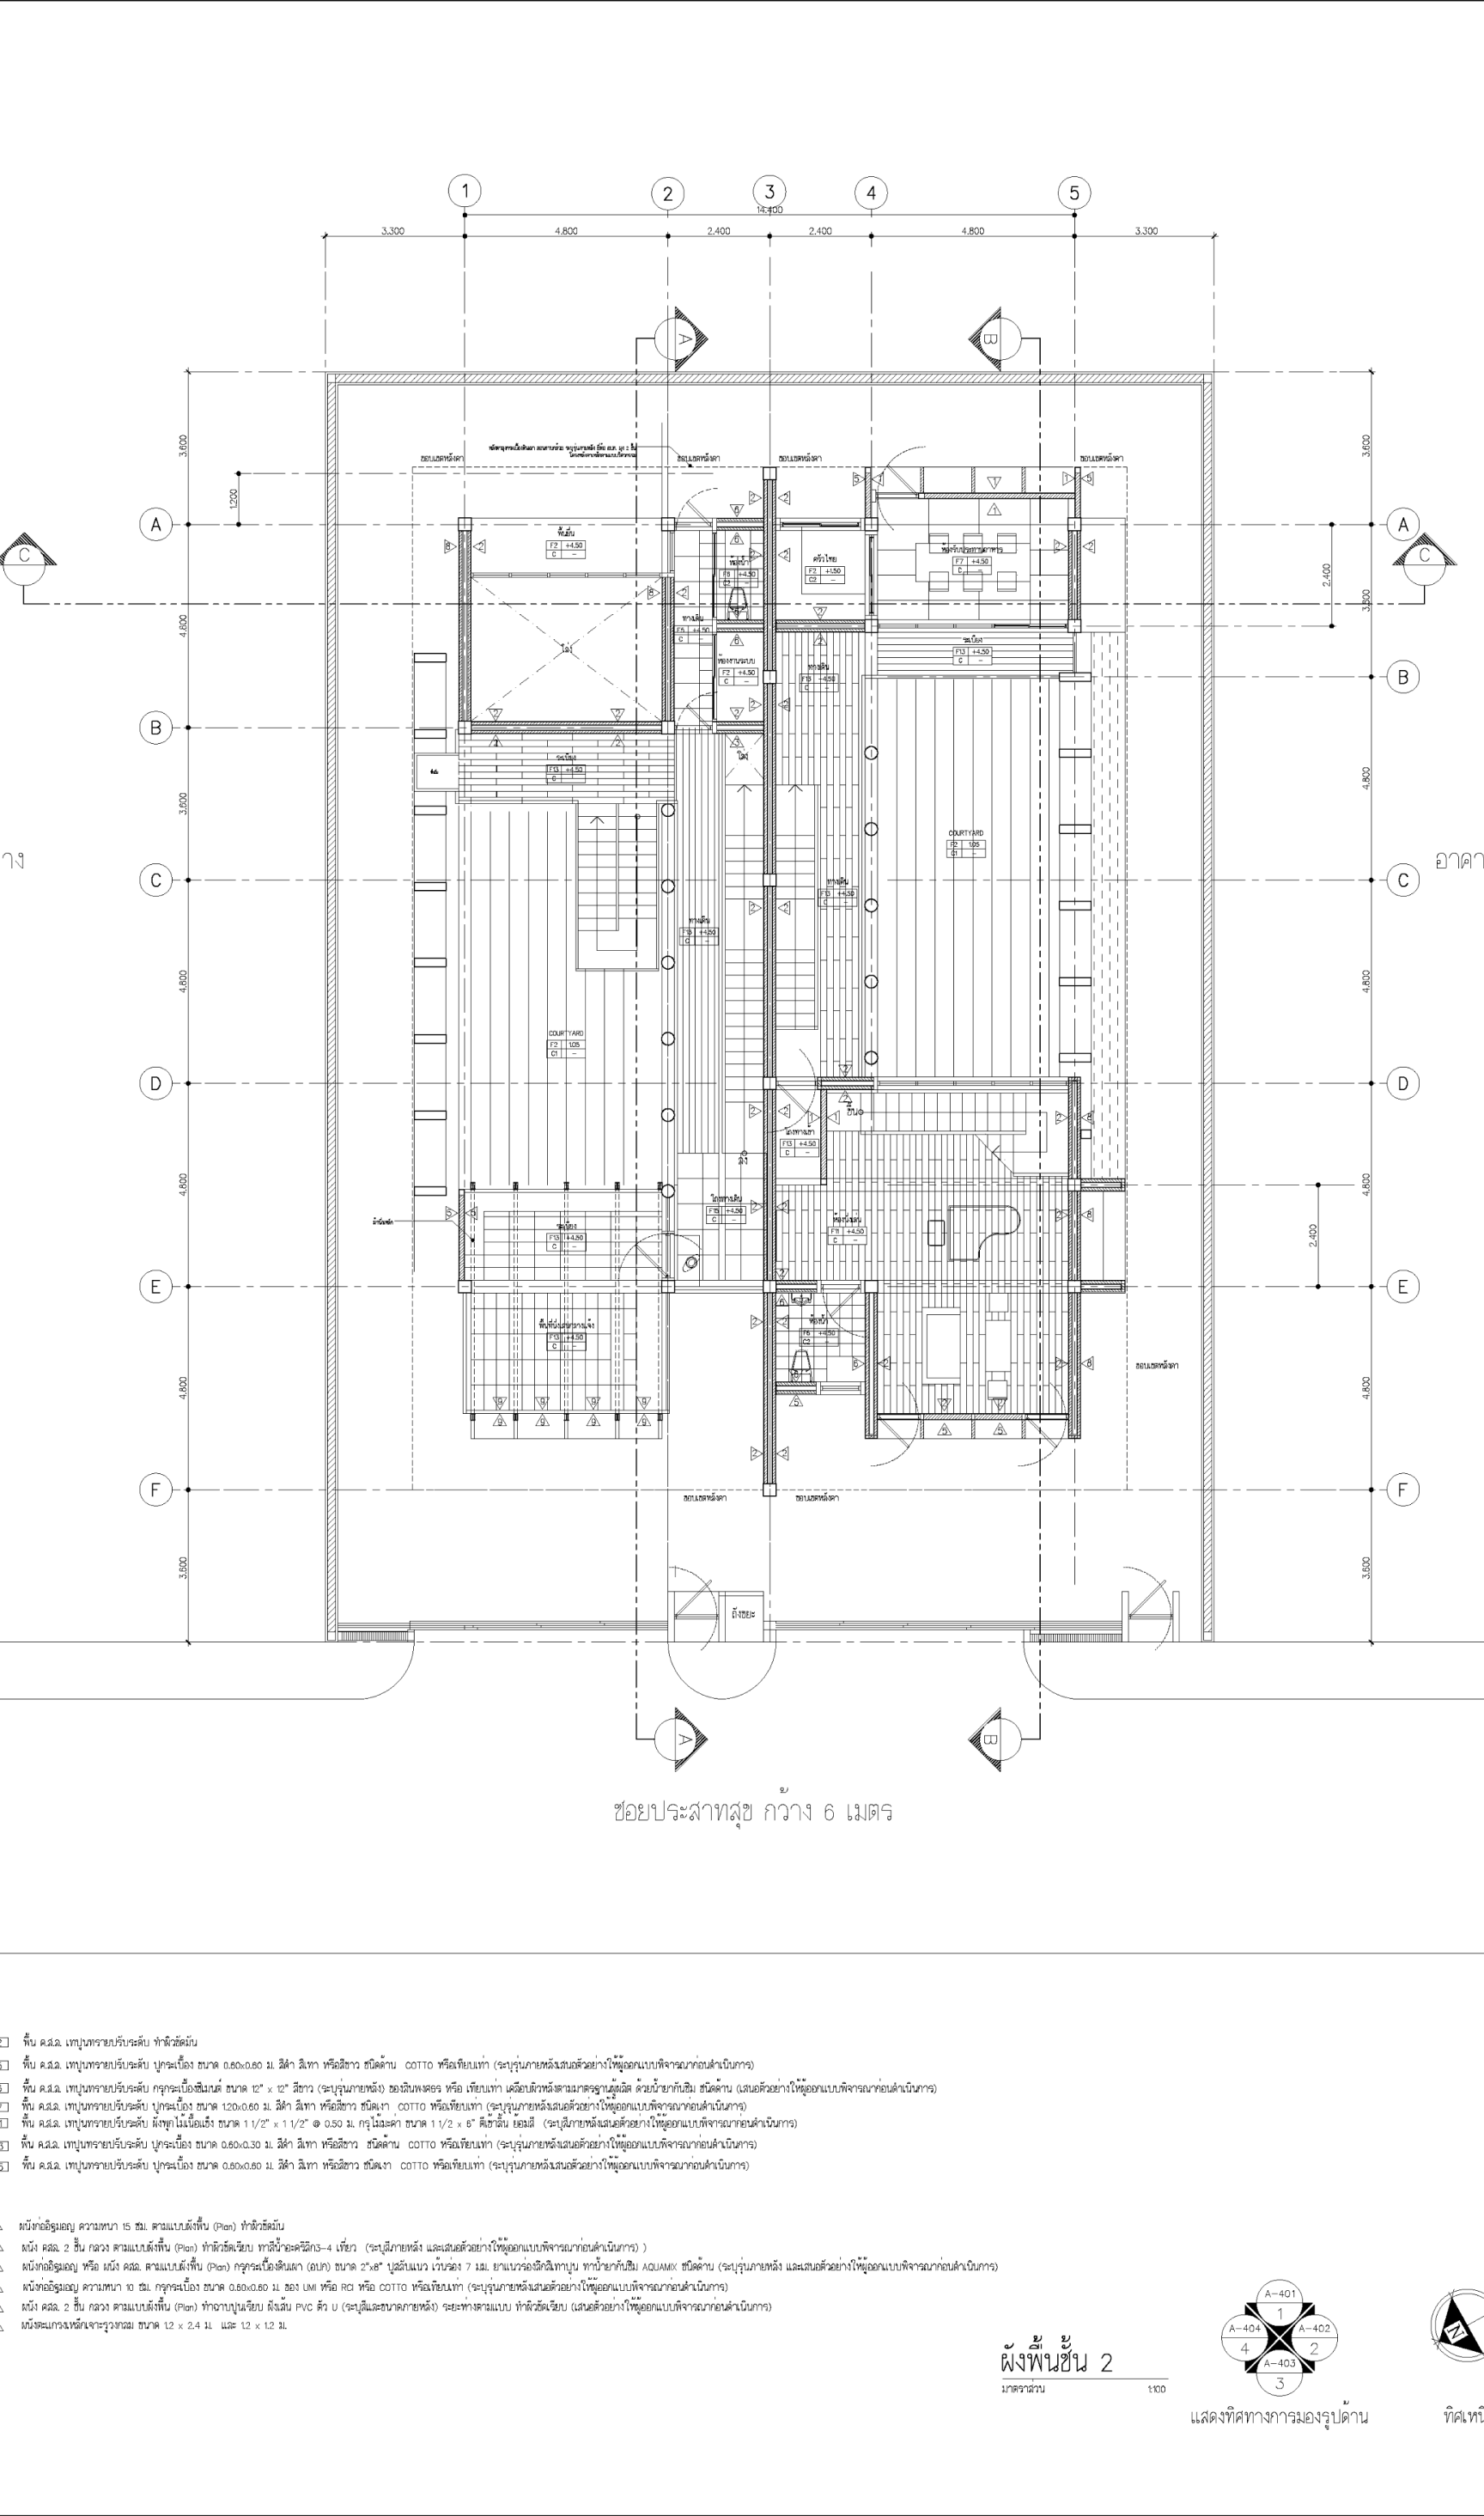 1
2
3
4
5
14.400
3.300
4.800
2.400
2.400
4.800
3.300
A
B
3.600
3.600
ขอบเขตหลังคา
ขอบเขตหลังคา
ขอบเขตหลังคา
ขอบเขตหลังคา
1.200
A
A
C
C
F2 +4.50
C -
ห้องน้ำ
F6 +4.50
C2 -
ครัวไทย
C2 -
ห้องรับประทานอาหาร
F7 +4.50
C -
2.400
4.800
ทางเดิน
C -
ห้องงานระบบ
F2 +4.50
C -
ทางเดิน
F13 +4.50
C -
ระเบียง
F13 +4.50
C -
โล่ง
B
B
ระเบียง
F13 +4.50
C -
โล่ง
3.600
4.800
COURTYARD
F2 1.05
C1 -
C
C
าง
อาคา
ทางเดิน
F13 +4.50
C -
ทางเดิน
F13 +4.50
C -
4.800
4.800
COURTYARD
F2 1.05
C1 -
D
D
ขึ้น
โถงทางเข้า
F13 +4.50
C -
ลง
4.800
4.800
ระเบียง
F13 +4.50
C -
โถงทางเดิน
F15 +4.50
C -
ห้องนั่งเล่น
F11 +4.50
C -
2.400
E
E
F13 +4.50
C -
ห้องน้ำ
F6 +4.50
C2 -
ขอบเขตหลังคา
4.800
4.800
F
F
ขอบเขตหลังคา
ขอบเขตหลังคา
3.600
3.600
ถังขยะ
A
B
ซอยประสาทสุข กว้าง 6 เมตร
พื้น ค.ส.ล. เทปูนทรายปรับระดับ ทำผิวขัดมัน
พื้น ค.ส.ล. เทปูนทรายปรับระดับ ปูกระเบื้อง ขนาด 0.60x0.60 ม. สีดำ สีเทา หรือสีขาว ชนิดด้าน COTTO หรือเทียบเท่า (ระบุรุ่นภายหลังเสนอตัวอย่างให้ผู้ออกแบบพิจารณาก่อนดำเนินการ)
พื้น ค.ส.ล. เทปูนทรายปรับระดับ กรุกระเบื้องซีเมนต์ ขนาด 12" x 12" สีขาว (ระบุรุ่นภายหลัง) ของสินพงศธร หรือ เทียบเท่า เคลือบผิวหลังตามมาตรฐานผู้ผลิต ด้วยน้ำยากันซึม ชนิดด้าน (เสนอตัวอย่างให้ผู้ออกแบบพิจารณาก่อนดำเนินการ)
พื้น ค.ส.ล. เทปูนทรายปรับระดับ ปูกระเบื้อง ขนาด 1.20x0.60 ม. สีดำ สีเทา หรือสีขาว ชนิดเงา COTTO หรือเทียบเท่า (ระบุรุ่นภายหลังเสนอตัวอย่างให้ผู้ออกแบบพิจารณาก่อนดำเนินการ)
พื้น ค.ส.ล. เทปูนทรายปรับระดับ ฝังพุกไม้เนื้อแข็ง ขนาด 1 1/2" x 1 1/2" @ 0.50 ม. กรุไม้มะค่า ขนาด 1 1/2 x 6" ตีเข้าลิ้น ย้อมสี (ระบุสีภายหลังเสนอตัวอย่างให้ผู้ออกแบบพิจารณาก่อนดำเนินการ)
พื้น ค.ส.ล. เทปูนทรายปรับระดับ ปูกระเบื้อง ขนาด 0.60x0.30 ม. สีดำ สีเทา หรือสีขาว ชนิดด้าน COTTO หรือเทียบเท่า (ระบุรุ่นภายหลังเสนอตัวอย่างให้ผู้ออกแบบพิจารณาก่อนดำเนินการ)
พื้น ค.ส.ล. เทปูนทรายปรับระดับ ปูกระเบื้อง ขนาด 0.60x0.60 ม. สีดำ สีเทา หรือสีขาว ชนิดเงา COTTO หรือเทียบเท่า (ระบุรุ่นภายหลังเสนอตัวอย่างให้ผู้ออกแบบพิจารณาก่อนดำเนินการ)
ผนังก่ออิฐมอญ ความหนา 15 ซม. ตามแบบผังพื้น (Plan) ทำผิวขัดมัน
ผนัง คสล. 2 ชั้น กลวง ตามแบบผังพื้น (Plan) ทำผิวขัดเรียบ ทาสีน้ำอะคริลิก3-4 เที่ยว (ระบุสีภายหลัง และเสนอตัวอย่างให้ผู้ออกแบบพิจารณาก่อนดำเนินการ) )
ผนังก่ออิฐมอญ หรือ ผนัง คสล. ตามแบบผังพื้น (Plan) กรุกระเบื้องดินเผา (อปก) ขนาด 2"x8" ปูสลับแนว เว้นร่อง 7 มม. ยาแนวร่องลึกสีเทาปูน ทาน้ำยากันซึม AQUAMIX ชนิดด้าน (ระบุรุ่นภายหลัง และเสนอตัวอย่างให้ผู้ออกแบบพิจารณาก่อนดำเนินการ)
ผนังก่ออิฐมอญ ความหนา 10 ซม. กรุกระเบื้อง ขนาด 0.60x0.60 ม. ของ UMI หรือ RCI หรือ COTTO หรือเทียบเท่า (ระบุรุ่นภายหลังเสนอตัวอย่างให้ผู้ออกแบบพิจารณาก่อนดำเนินการ)
ผนัง คสล. 2 ชั้น กลวง ตามแบบผังพื้น (Plan) ทำฉาบปูนเรียบ ฝังเส้น PVC ตัว U (ระบุสีและขนาดภายหลัง) ระยะห่างตามแบบ ทำผิวขัดเรียบ (เสนอตัวอย่างให้ผู้ออกแบบพิจารณาก่อนดำเนินการ)
ผนังตะแกรงเหล็กเจาะรูวงกลม ขนาด 1.2 x 2.4 ม. และ 1.2 x 1.2 ม.
ผังพื้นชั้น 2
มาตราส่วน 1:100
A-401
1
A-404
4
A-402
2
A-403
3
N
แสดงทิศทางการมองรูปด้าน
ทิศเหนื